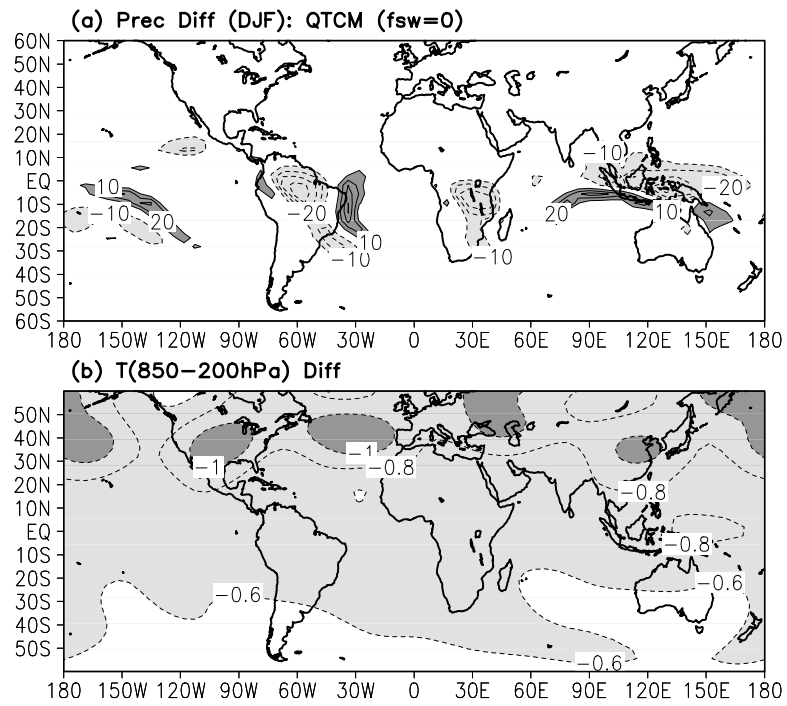 (a) Prec Diff (DJF): QTCM (fsw=0)
60N
50N
40N
30N
20N
10N
EQ
10S
20S
30S
40S
50S
60S
10
−10
20
−20
−10
10
−10
20
−10
10
−20
180 150W 120W 90W 60W 30W 0 30E 60E 90E 120E 150E 180
(b) T(850−200hPa) Diff
50N
40N
30N
20N
10N
EQ
10S
20S
30S
40S
50S
−1
−1
−0.8
−0.8
−0.8
−0.6
−0.6
−0.6
180 150W 120W 90W 60W 30W 0 30E 60E 90E 120E 150E 180